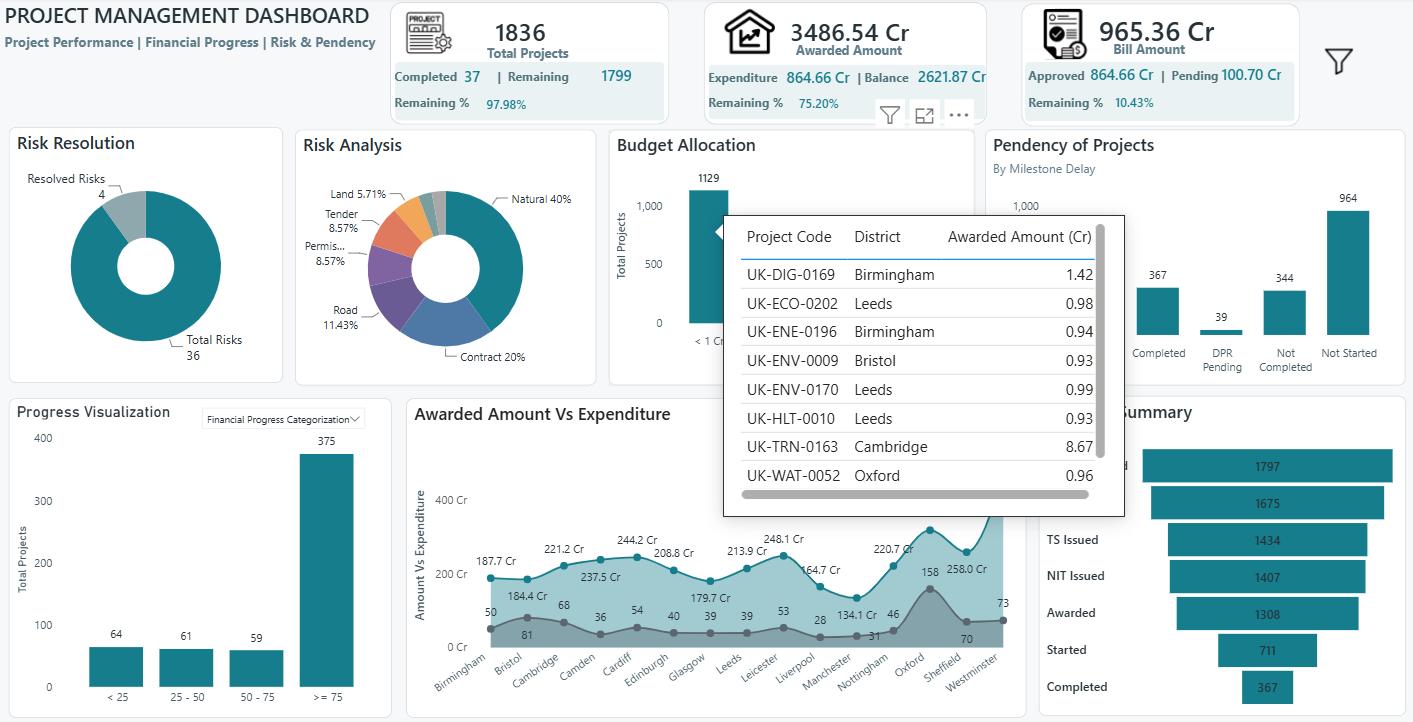 PROJECT MANAGEMENT DASHBOARD
Project Performance | Financial Progress | Risk & Pendency
PROJECT
1836
Total Projects
Completed 37 | Remaining 1799
Remaining % 97.98%
3486.54 Cr
Awarded Amount
Expenditure 864.66 Cr | Balance 2621.87 Cr
Remaining % 75.20%
965.36 Cr
Bill Amount
Approved 864.66 Cr | Pending 100.70 Cr
Remaining % 10.43%
Risk Resolution
Resolved Risks
4
Total Risks
36
Risk Analysis
Land 5.71%
Natural 40%
Tender
8.57%
Permis...
8.57%
Road
11.43%
Contract 20%
Budget Allocation
Total Projects
1129
1,000
500
0
< 1 Cr
Project Code District Awarded Amount (Cr)
UK-DIG-0169 Birmingham 1.42
UK-ECO-0202 Leeds 0.98
UK-ENE-0196 Birmingham 0.94
UK-ENV-0009 Bristol 0.93
UK-ENV-0170 Leeds 0.99
UK-HLT-0010 Leeds 0.93
UK-TRN-0163 Cambridge 8.67
UK-WAT-0052 Oxford 0.96
Pendency of Projects
By Milestone Delay
1,000
964
367
344
39
Completed
DPR
Pending
Not
Completed
Not Started
Progress Visualization
Financial Progress Categorization
Total Projects
400
300
200
100
0
64
61
59
375
< 25
25 - 50
50 - 75
>= 75
Awarded Amount Vs Expenditure
Amount Vs Expenditure
400 Cr
200 Cr
0 Cr
187.7 Cr
184.4 Cr
221.2 Cr
237.5 Cr
244.2 Cr
208.8 Cr
179.7 Cr
213.9 Cr
248.1 Cr
164.7 Cr
134.1 Cr
220.7 Cr
258.0 Cr
50
81
68
36
54
40
39
39
53
28
31
46
158
70
73
Birmingham
Bristol
Cambridge
Camden
Cardiff
Edinburgh
Glasgow
Leeds
Leicester
Liverpool
Manchester
Nottingham
Oxford
Sheffield
Westminster
Summary
1797
1675
TS Issued 1434
NIT Issued 1407
Awarded 1308
Started 711
Completed 367